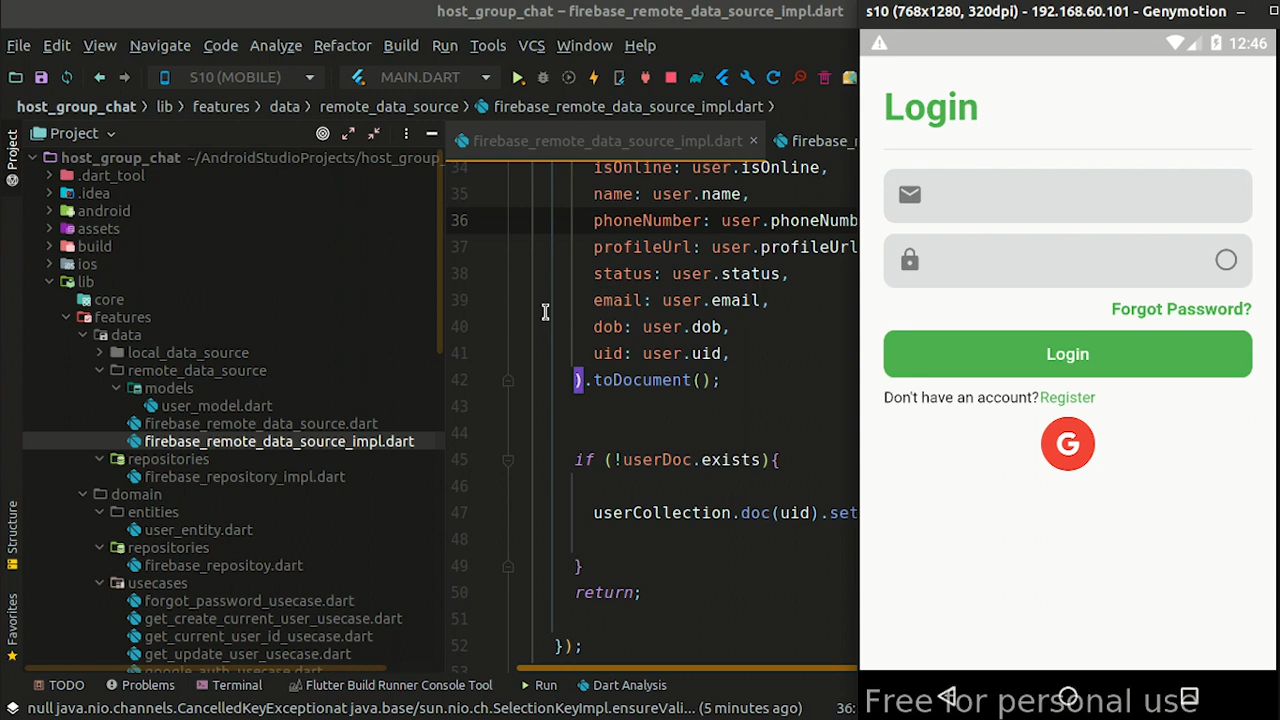 host_group_chat – firebase_remote_data_source_impl.dart
s10 (768x1280, 320dpi) - 192.168.60.101 - Genymotion
File Edit View Navigate Code Analyze Refactor Build Run Tools VCS Window Help
12:46
S10 (MOBILE) MAIN.DART
host_group_chat lib features data remote_data_source firebase_remote_data_source_impl.dart
Project
Project
firebase_remote_data_source_impl.dart
host_group_chat ~/AndroidStudioProjects/host_group_
.dart_tool
.idea
android
assets
build
ios
lib
core
features
data
local_data_source
remote_data_source
models
user_model.dart
firebase_remote_data_source.dart
firebase_remote_data_source_impl.dart
repositories
firebase_repository_impl.dart
domain
entities
user_entity.dart
repositories
firebase_repositoy.dart
usecases
forgot_password_usecase.dart
get_create_current_user_usecase.dart
get_current_user_id_usecase.dart
get_update_user_usecase.dart
google_auth_usecase.dart
Structure
Favorites
34 isOnline: user.isOnline,
35 name: user.name,
36 phoneNumber: user.phoneNumb
37 profileUrl: user.profileUrl
38 status: user.status,
39 email: user.email,
40 dob: user.dob,
41 uid: user.uid,
42 ).toDocument();
43
44
45 if (!userDoc.exists){
46
47 userCollection.doc(uid).set
48
49 }
50 return;
51
52 });
53
Login
Forgot Password?
Login
Don't have an account?Register
G
Free for personal use
TODO Problems Terminal Flutter Build Runner Console Tool Run Dart Analysis
null java.nio.channels.CancelledKeyExceptionat java.base/sun.nio.ch.SelectionKeyImpl.ensureVali... (5 minutes ago) 36: